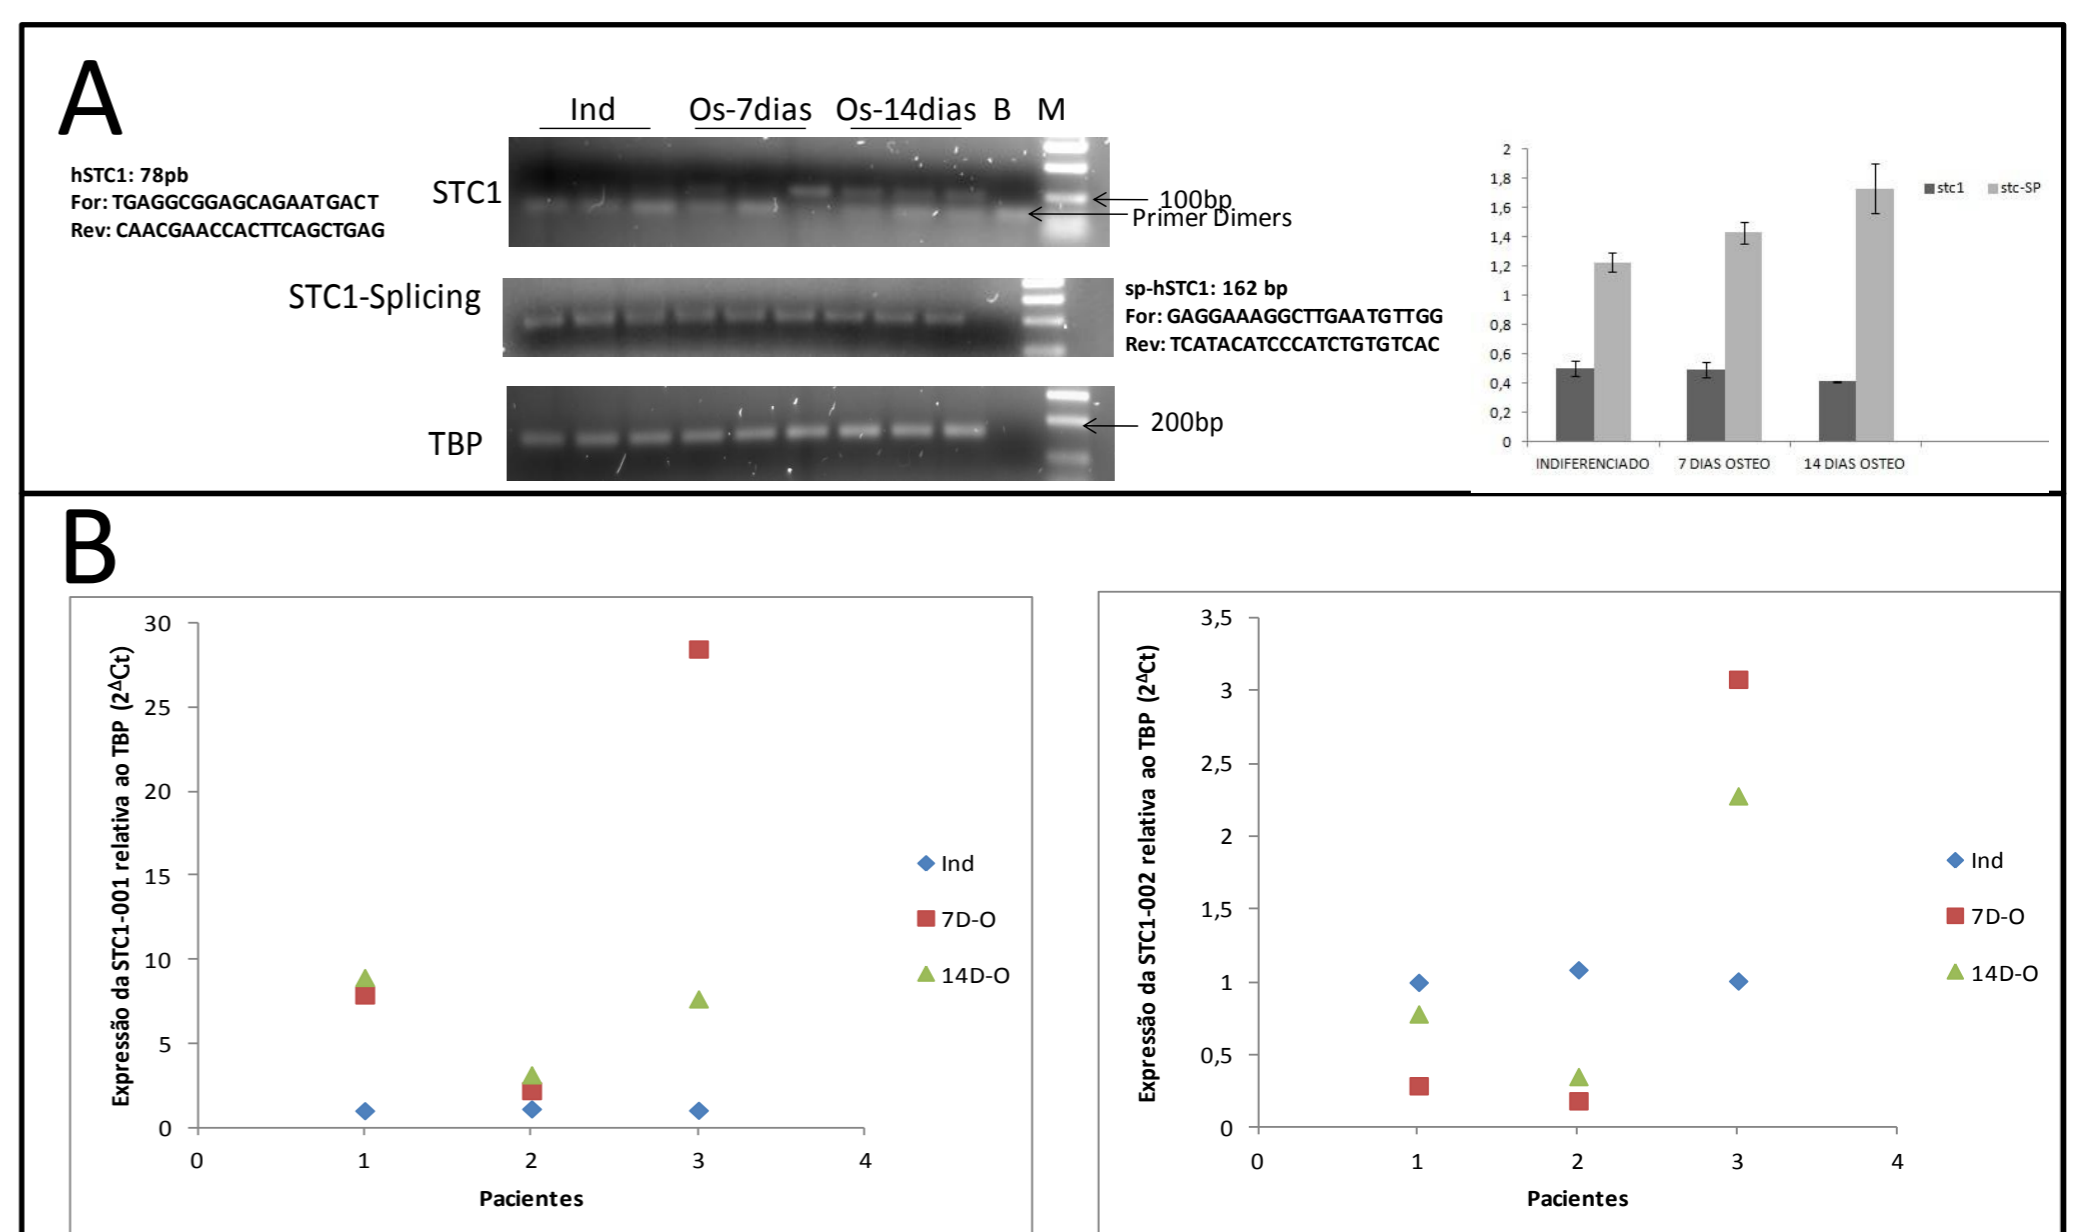 A
Ind Os-7dias Os-14dias B M
hSTC1: 78pb
For: TGAGGCGGAGCAGAATGACT
Rev: CAACGAACCACTTCAGCTGAG
STC1
100bp
Primer Dimers
STC1-Splicing
sp-hSTC1: 162 bp
For: GAGGAAAGGCTTGAATGTTGG
Rev: TCATACATCCCATCTGTGTCAC
TBP
200bp
2
1,8
1,6
1,4
1,2
1
0,8
0,6
0,4
0,2
0
INDIFERENCIADO 7 DIAS OSTEO 14 DIAS OSTEO
stc1 stc-SP
B
Expressão da STC1-001 relativa ao TBP (2ΔCt)
30
25
20
15
10
5
0
0 1 2 3 4
Pacientes
Ind
7D-O
14D-O
Expressão da STC1-002 relativa ao TBP (2ΔCt)
3,5
3
2,5
2
1,5
1
0,5
0
0 1 2 3 4
Pacientes
Ind
7D-O
14D-O